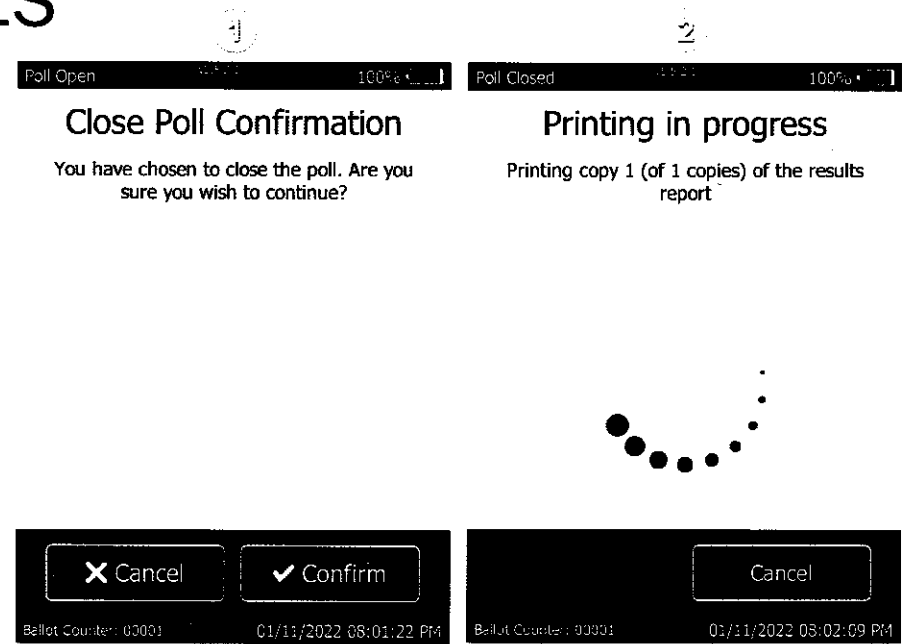 LS
1
Poll Open 100%
Close Poll Confirmation
You have chosen to close the poll. Are you
sure you wish to continue?
✗ Cancel ✔ Confirm
Ballot Counter: 00001 01/11/2022 08:01:22 PM
2
Poll Closed 100%
Printing in progress
Printing copy 1 (of 1 copies) of the results
report
Cancel
Ballot Counter: 00001 01/11/2022 08:02:09 PM